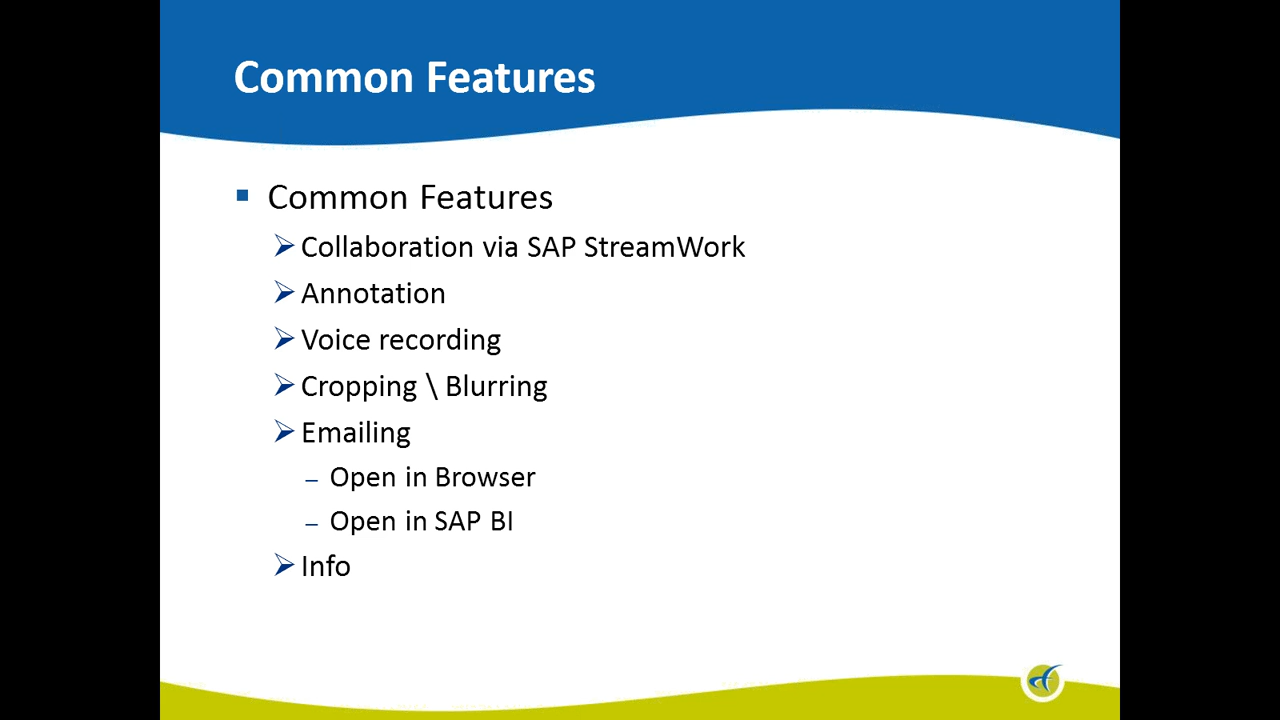 Common Features
Common Features
Collaboration via SAP StreamWork
Annotation
Voice recording
Cropping \ Blurring
Emailing
– Open in Browser
– Open in SAP BI
Info